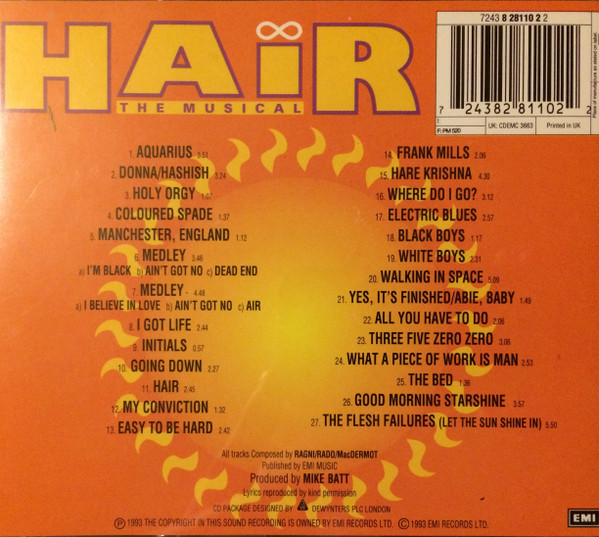 HAiR
THE MUSICAL
7243 8 28110 2 2
7 24382 81102 2
F: PM 520
UK: CDEMC 3663
Printed in UK
Place of manufacture as stated on label.
1. AQUARIUS 3.51
2. DONNA/HASHISH 3.24
3. HOLY ORGY
4. COLOURED SPADE 1.37
5. MANCHESTER, ENGLAND 1.12
6. MEDLEY 3.46
a) I'M BLACK b) AIN'T GOT NO c) DEAD END
7. MEDLEY - 4.48
a) I BELIEVE IN LOVE b) AIN'T GOT NO c) AIR
8. I GOT LIFE 2.44
9. INITIALS 0.57
10. GOING DOWN 2.27
11. HAIR 2.45
12. MY CONVICTION 1.32
13. EASY TO BE HARD 2.42
14. FRANK MILLS 2.06
15. HARE KRISHNA 4.30
16. WHERE DO I GO? 3.12
17. ELECTRIC BLUES 2.57
18. BLACK BOYS 1.17
19. WHITE BOYS 2.31
20. WALKING IN SPACE 5.09
21. YES, IT'S FINISHED/ABIE, BABY 1.49
22. ALL YOU HAVE TO DO 2.06
23. THREE FIVE ZERO ZERO 3.06
24. WHAT A PIECE OF WORK IS MAN 2.53
25. THE BED 1.36
26. GOOD MORNING STARSHINE 3.57
27. THE FLESH FAILURES (LET THE SUN SHINE IN) 5.50
All tracks Composed by RAGNI/RADO/MacDERMOT
Published by EMI MUSIC
Produced by MIKE BATT
Lyrics reproduced by kind permission
CD PACKAGE DESIGNED BY DEWYNTERS PLC LONDON
℗ 1993 THE COPYRIGHT IN THIS SOUND RECORDING IS OWNED BY EMI RECORDS LTD. © 1993 EMI RECORDS LTD.
EMI